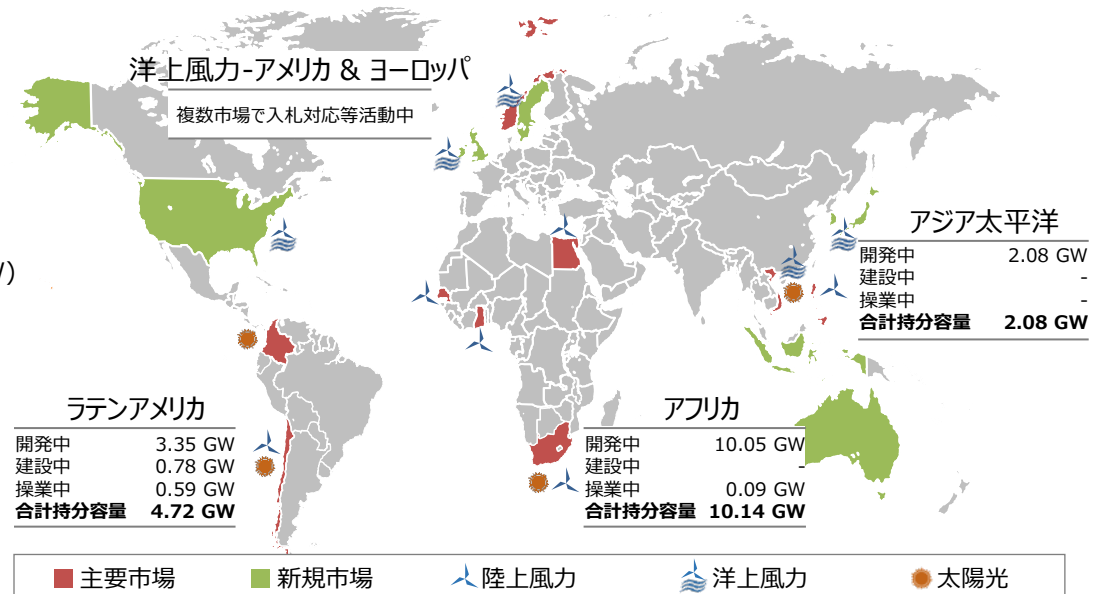 洋上風力-アメリカ & ヨーロッパ
複数市場で入札対応等活動中
アジア太平洋
開発中 2.08 GW
建設中 -
操業中 -
合計持分容量 2.08 GW
ラテンアメリカ
開発中 3.35 GW
建設中 0.78 GW
操業中 0.59 GW
合計持分容量 4.72 GW
アフリカ
開発中 10.05 GW
建設中 -
操業中 0.09 GW
合計持分容量 10.14 GW
主要市場 新規市場 陸上風力 洋上風力 太陽光